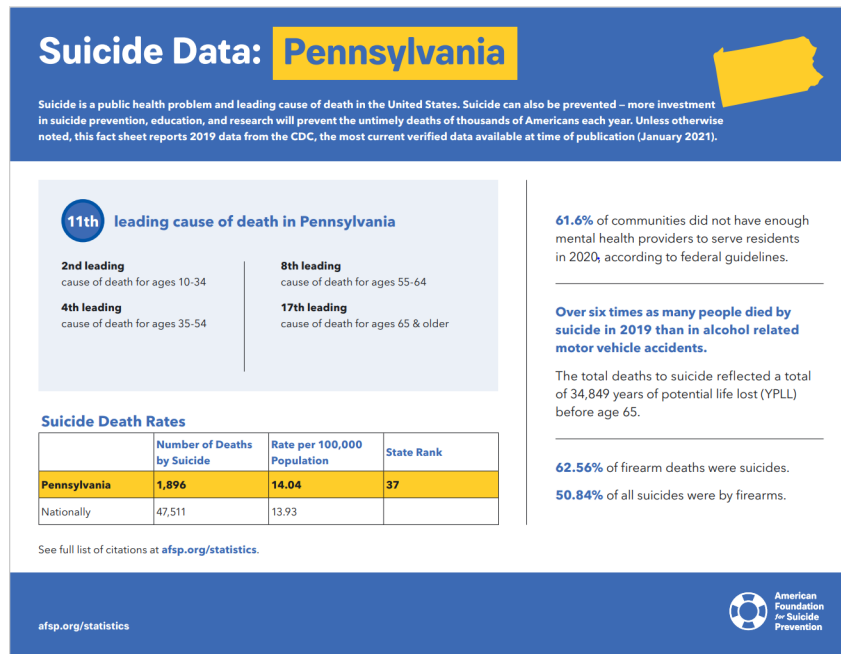 Suicide Data: Pennsylvania
Suicide is a public health problem and leading cause of death in the United States. Suicide can also be prevented – more investment
in suicide prevention, education, and research will prevent the untimely deaths of thousands of Americans each year. Unless otherwise
noted, this fact sheet reports 2019 data from the CDC, the most current verified data available at time of publication (January 2021).
11th leading cause of death in Pennsylvania
2nd leading
cause of death for ages 10-34
4th leading
cause of death for ages 35-54
8th leading
cause of death for ages 55-64
17th leading
cause of death for ages 65 & older
Suicide Death Rates
Number of Deaths
by Suicide
Rate per 100,000
Population
State Rank
Pennsylvania 1,896 14.04 37
Nationally 47,511 13.93
See full list of citations at afsp.org/statistics.
61.6% of communities did not have enough
mental health providers to serve residents
in 2020, according to federal guidelines.
Over six times as many people died by
suicide in 2019 than in alcohol related
motor vehicle accidents.
The total deaths to suicide reflected a total
of 34,849 years of potential life lost (YPLL)
before age 65.
62.56% of firearm deaths were suicides.
50.84% of all suicides were by firearms.
afsp.org/statistics
American
Foundation
for Suicide
Prevention